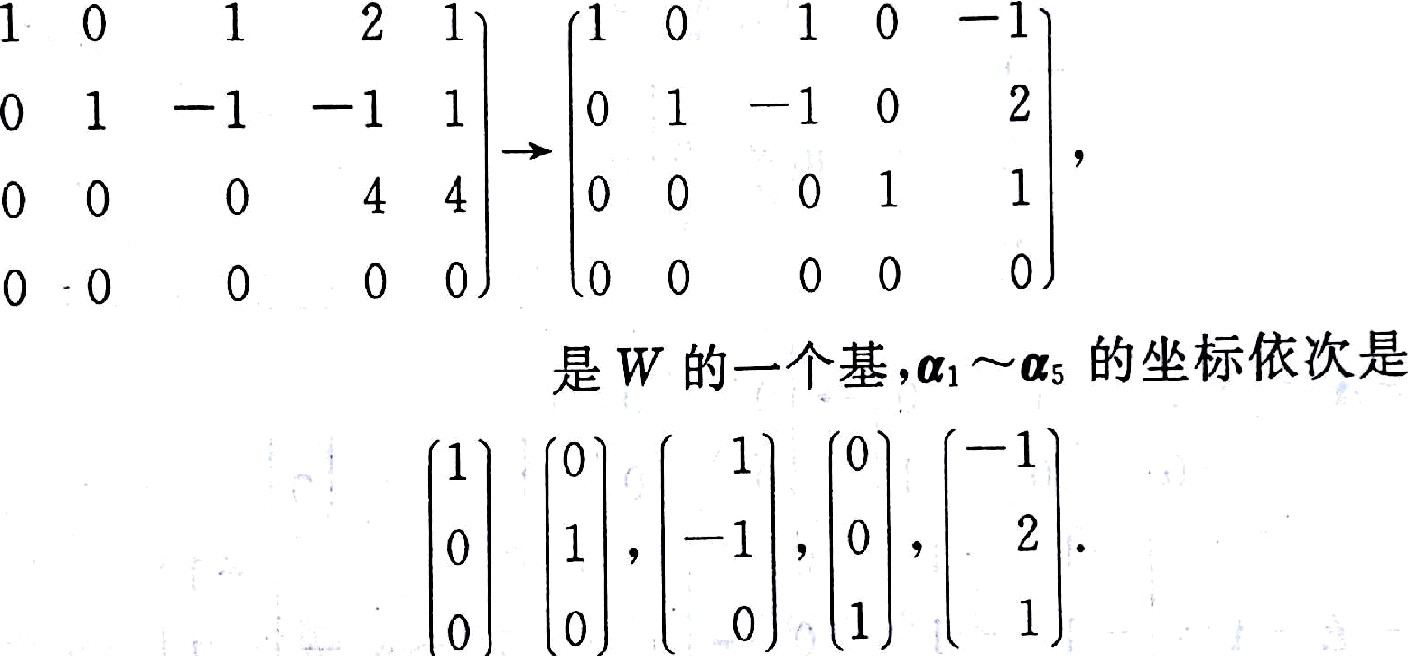 1 0 1 2 1 1 0 1 0 －1
0 1 －1 －1 1 0 1 －1 0 2
→ ,
0 0 0 4 4 0 0 0 1 1
0 0 0 0 0 0 0 0 0 0
是 W 的一个基,α₁～α₅ 的坐标依次是
1 0 1 0 －1
0 1 , －1 , 0 , 2 .
0 0 0 1 1